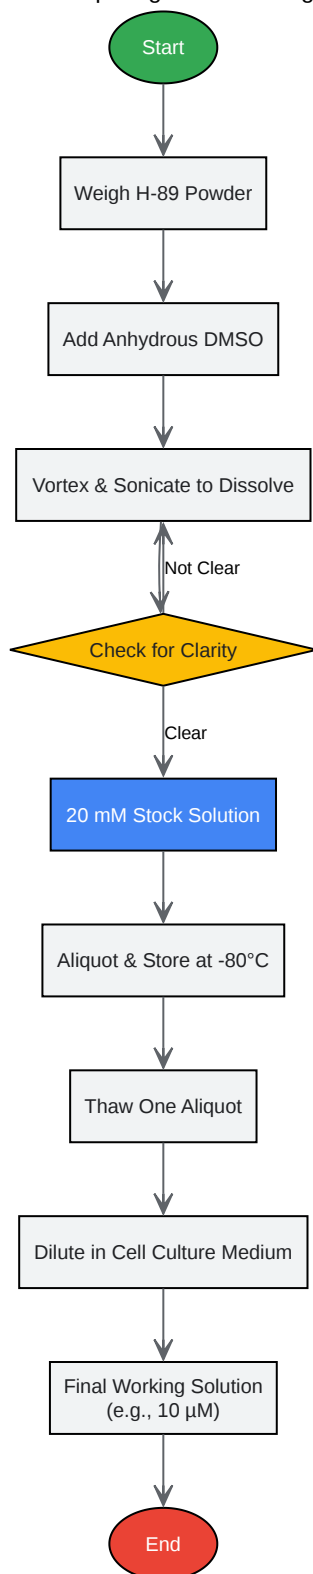 Start
Weigh H-89 Powder
Add Anhydrous DMSO
Vortex & Sonicate to Dissolve
Not Clear
Check for Clarity
Clear
20 mM Stock Solution
Aliquot & Store at -80°C
Thaw One Aliquot
Dilute in Cell Culture Medium
Final Working Solution
(e.g., 10 µM)
End